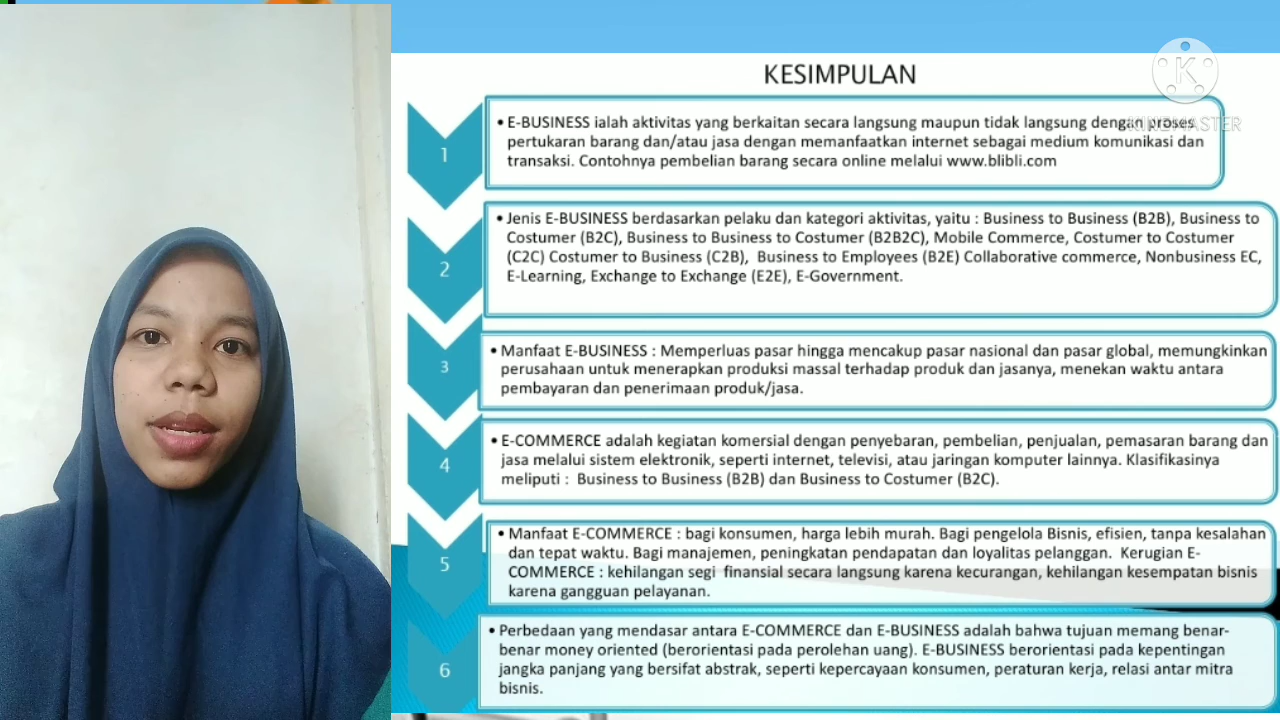 KESIMPULAN
K
KINEMASTER
1
• E-BUSINESS ialah aktivitas yang berkaitan secara langsung maupun tidak langsung dengan proses
pertukaran barang dan/atau jasa dengan memanfaatkan internet sebagai medium komunikasi dan
transaksi. Contohnya pembelian barang secara online melalui www.blibli.com
2
• Jenis E-BUSINESS berdasarkan pelaku dan kategori aktivitas, yaitu : Business to Business (B2B), Business to
Costumer (B2C), Business to Business to Costumer (B2B2C), Mobile Commerce, Costumer to Costumer
(C2C) Costumer to Business (C2B), Business to Employees (B2E) Collaborative commerce, Nonbusiness EC,
E-Learning, Exchange to Exchange (E2E), E-Government.
3
• Manfaat E-BUSINESS : Memperluas pasar hingga mencakup pasar nasional dan pasar global, memungkinkan
perusahaan untuk menerapkan produksi massal terhadap produk dan jasanya, menekan waktu antara
pembayaran dan penerimaan produk/jasa.
4
• E-COMMERCE adalah kegiatan komersial dengan penyebaran, pembelian, penjualan, pemasaran barang dan
jasa melalui sistem elektronik, seperti internet, televisi, atau jaringan komputer lainnya. Klasifikasinya
meliputi : Business to Business (B2B) dan Business to Costumer (B2C).
5
• Manfaat E-COMMERCE : bagi konsumen, harga lebih murah. Bagi pengelola Bisnis, efisien, tanpa kesalahan
dan tepat waktu. Bagi manajemen, peningkatan pendapatan dan loyalitas pelanggan. Kerugian E-
COMMERCE : kehilangan segi finansial secara langsung karena kecurangan, kehilangan kesempatan bisnis
karena gangguan pelayanan.
6
• Perbedaan yang mendasar antara E-COMMERCE dan E-BUSINESS adalah bahwa tujuan memang benar-
benar money oriented (berorientasi pada perolehan uang). E-BUSINESS berorientasi pada kepentingan
jangka panjang yang bersifat abstrak, seperti kepercayaan konsumen, peraturan kerja, relasi antar mitra
bisnis.